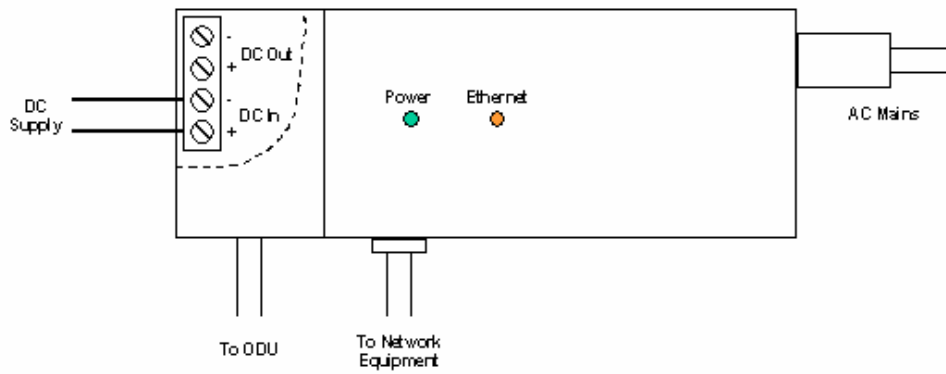 -
DC Out
+
-
DC In
+
DC
Supply
Power
Ethernet
AC Mains
To ODU
To Network
Equipment